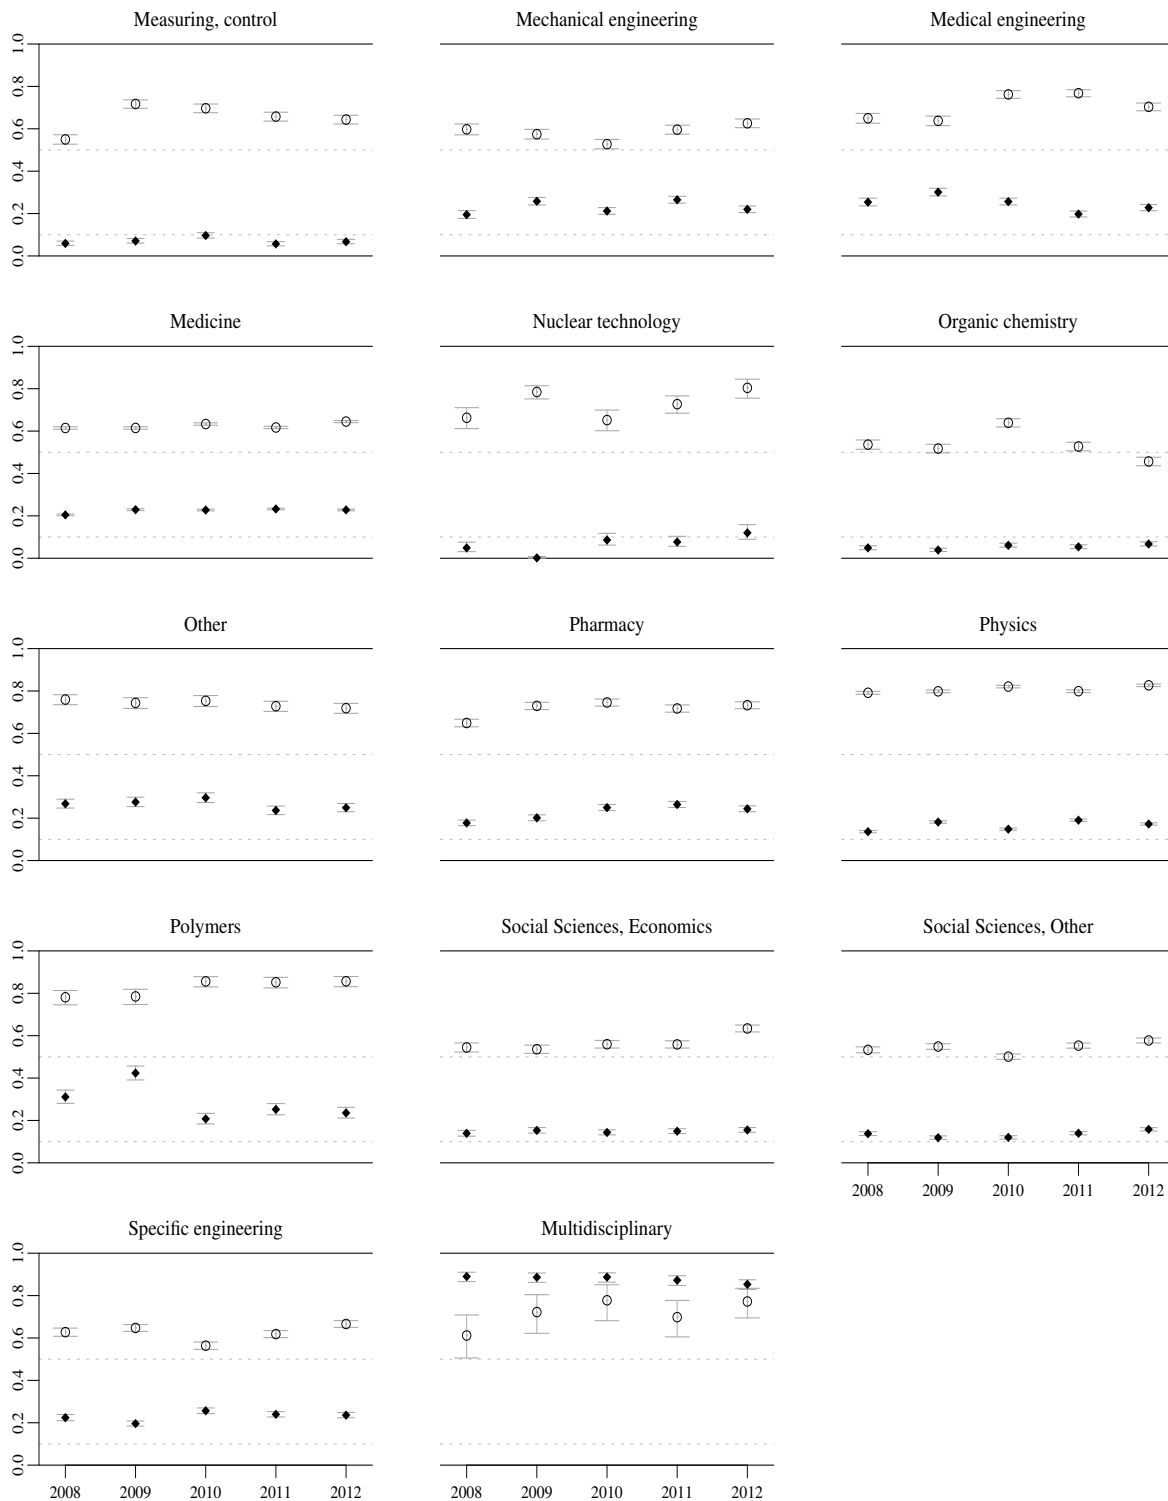 Measuring, control
Mechanical engineering
Medical engineering
1.0
0.8
0.6
0.4
0.2
0.0
Medicine
Nuclear technology
Organic chemistry
1.0
0.8
0.6
0.4
0.2
0.0
Other
Pharmacy
Physics
1.0
0.8
0.6
0.4
0.2
0.0
Polymers
Social Sciences, Economics
Social Sciences, Other
1.0
0.8
0.6
0.4
0.2
0.0
2008 2009 2010 2011 2012
Specific engineering
Multidisciplinary
1.0
0.8
0.6
0.4
0.2
0.0
2008 2009 2010 2011 2012
2008 2009 2010 2011 2012